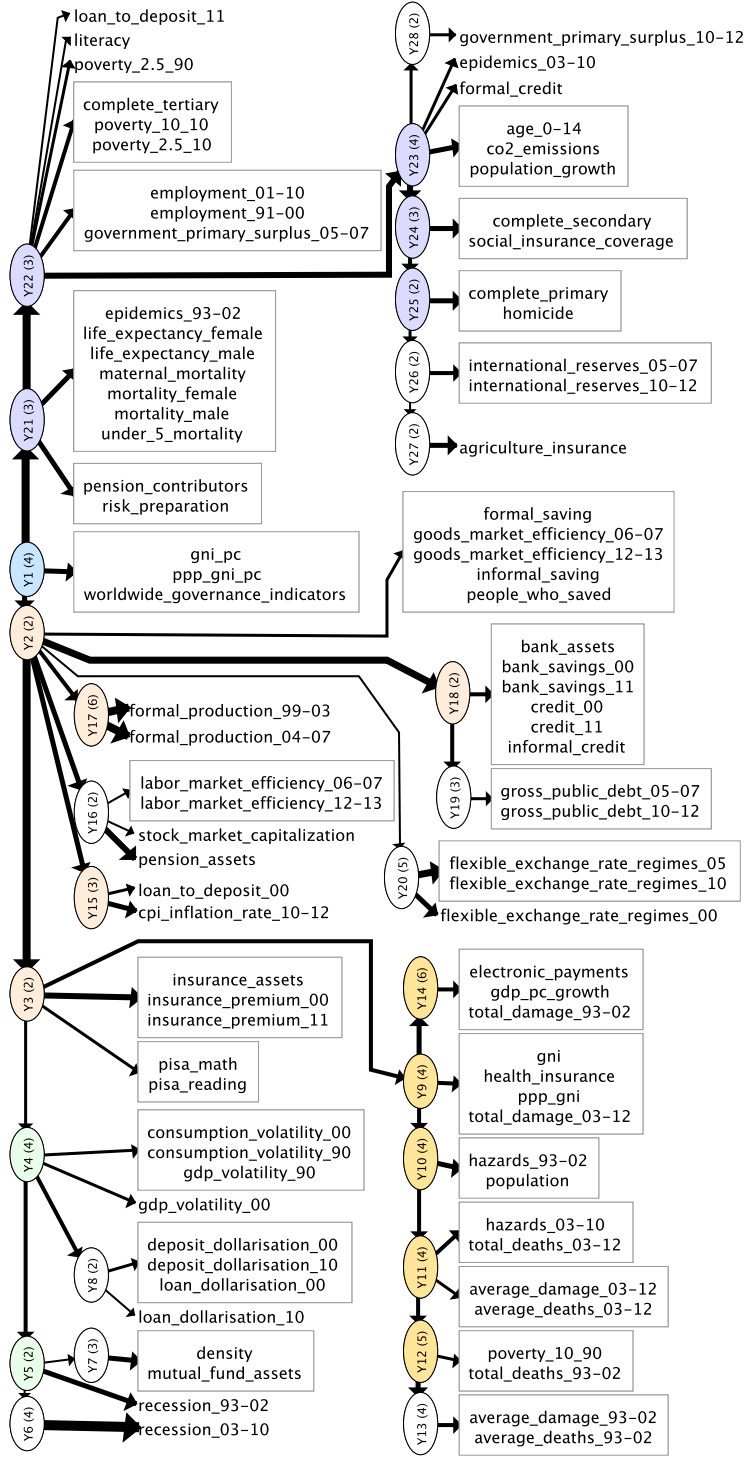 loan_to_deposit_11
literacy
poverty_2.5_90
complete_tertiary
poverty_10_10
poverty_2.5_10
employment_01-10
employment_91-00
government_primary_surplus_05-07
Y22 (3)
epidemics_93-02
life_expectancy_female
life_expectancy_male
maternal_mortality
mortality_female
mortality_male
under_5_mortality
Y21 (3)
pension_contributors
risk_preparation
Y1 (4)
gni_pc
ppp_gni_pc
worldwide_governance_indicators
Y28 (2)
government_primary_surplus_10-12
epidemics_03-10
formal_credit
Y23 (4)
age_0-14
co2_emissions
population_growth
Y24 (3)
complete_secondary
social_insurance_coverage
Y25 (2)
complete_primary
homicide
Y26 (2)
international_reserves_05-07
international_reserves_10-12
Y27 (2)
agriculture_insurance
Y2 (2)
formal_saving
goods_market_efficiency_06-07
goods_market_efficiency_12-13
informal_saving
people_who_saved
Y18 (2)
bank_assets
bank_savings_00
bank_savings_11
credit_00
credit_11
informal_credit
Y17 (6)
formal_production_99-03
formal_production_04-07
Y19 (3)
gross_public_debt_05-07
gross_public_debt_10-12
Y16 (2)
labor_market_efficiency_06-07
labor_market_efficiency_12-13
stock_market_capitalization
pension_assets
Y15 (3)
loan_to_deposit_00
cpi_inflation_rate_10-12
Y20 (5)
flexible_exchange_rate_regimes_05
flexible_exchange_rate_regimes_10
flexible_exchange_rate_regimes_00
Y3 (2)
insurance_assets
insurance_premium_00
insurance_premium_11
pisa_math
pisa_reading
Y4 (4)
consumption_volatility_00
consumption_volatility_90
gdp_volatility_90
gdp_volatility_00
Y8 (2)
deposit_dollarisation_00
deposit_dollarisation_10
loan_dollarisation_00
loan_dollarisation_10
Y5 (2)
Y7 (3)
density
mutual_fund_assets
recession_93-02
Y6 (4)
recession_03-10
Y14 (6)
electronic_payments
gdp_pc_growth
total_damage_93-02
Y9 (4)
gni
health_insurance
ppp_gni
total_damage_03-12
Y10 (4)
hazards_93-02
population
Y11 (4)
hazards_03-10
total_deaths_03-12
average_damage_03-12
average_deaths_03-12
Y12 (5)
poverty_10_90
total_deaths_93-02
Y13 (4)
average_damage_93-02
average_deaths_93-02